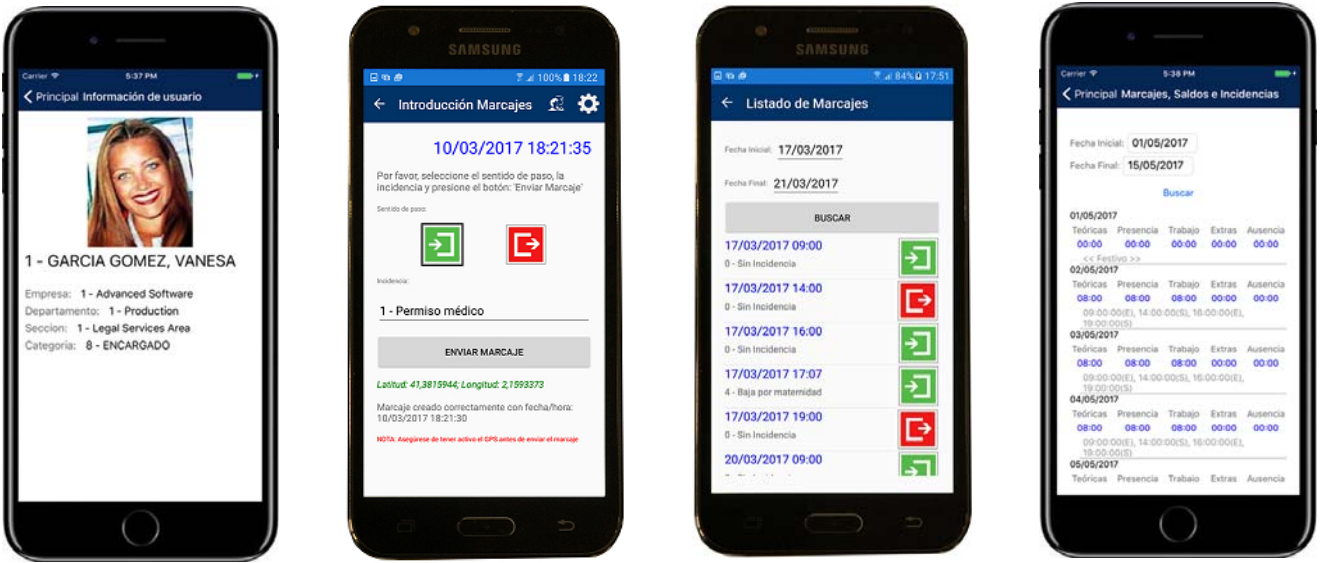 Carrier 5:37 PM
Principal Información de usuario
1 - GARCIA GOMEZ, VANESA
Empresa: 1 - Advanced Software
Departamento: 1 - Production
Seccion: 1 - Legal Services Area
Categoria: 8 - ENCARGADO
SAMSUNG
100% 18:22
Introducción Marcajes
10/03/2017 18:21:35
Por favor, seleccione el sentido de paso, la
incidencia y presione el botón: 'Enviar Marcaje'
Sentido de paso:
Incidencia:
1 - Permiso médico
ENVIAR MARCAJE
Latitud: 41,3815944; Longitud: 2,1593373
Marcaje creado correctamente con fecha/hora:
10/03/2017 18:21:30
NOTA: Asegúrese de tener activo el GPS antes de enviar el marcaje
SAMSUNG
84% 17:51
Listado de Marcajes
Fecha Inicial: 17/03/2017
Fecha Final: 21/03/2017
BUSCAR
17/03/2017 09:00
0 - Sin Incidencia
17/03/2017 14:00
0 - Sin Incidencia
17/03/2017 16:00
0 - Sin Incidencia
17/03/2017 17:07
4 - Baja por maternidad
17/03/2017 19:00
0 - Sin Incidencia
20/03/2017 09:00
Carrier 5:38 PM
Principal Marcajes, Saldos e Incidencias
Fecha Inicial: 01/05/2017
Fecha Final: 15/05/2017
Buscar
01/05/2017
Teóricas Presencia Trabajo Extras Ausencia
00:00 00:00 00:00 00:00 00:00
<< Festivo >>
02/05/2017
Teóricas Presencia Trabajo Extras Ausencia
08:00 08:00 08:00 00:00 00:00
09:00:00(E), 14:00:00(S), 16:00:00(E),
19:00:00(S)
03/05/2017
Teóricas Presencia Trabajo Extras Ausencia
08:00 08:00 08:00 00:00 00:00
09:00:00(E), 14:00:00(S), 16:00:00(E),
19:00:00(S)
04/05/2017
Teóricas Presencia Trabajo Extras Ausencia
08:00 08:00 08:00 00:00 00:00
09:00:00(E), 14:00:00(S), 16:00:00(E),
19:00:00(S)
05/05/2017
Teóricas Presencia Trabajo Extras Ausencia